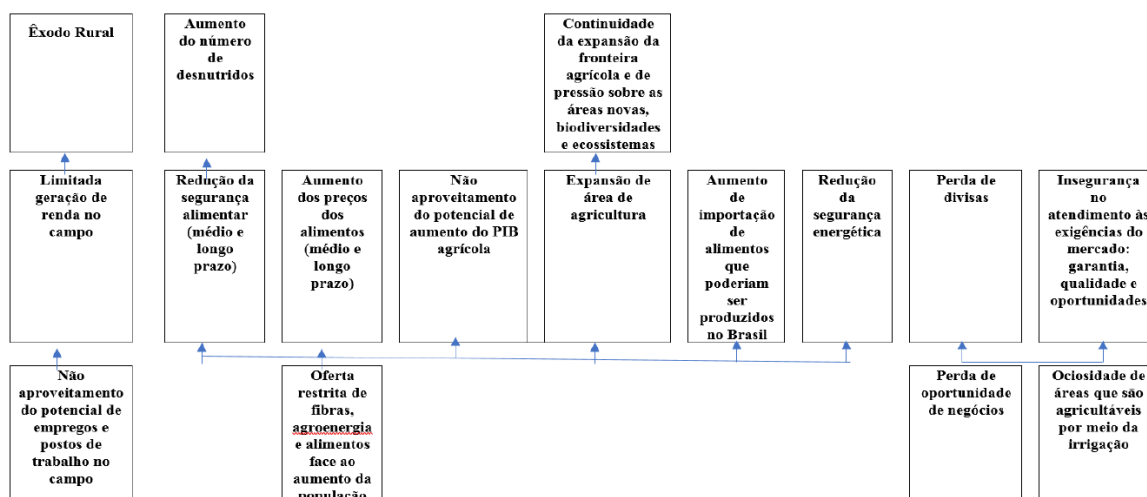 Êxodo Rural
Aumento
do número
de
desnutridos
Continuidade
da expansão da
fronteira
agrícola e de
pressão sobre as
áreas novas,
biodiversidades
e ecossistemas
Limitada
geração de
renda no
campo
Redução da
segurança
alimentar
(médio e
longo
prazo)
Aumento
dos preços
dos
alimentos
(médio e
longo
prazo)
Não
aproveitamento
do potencial de
aumento do PIB
agrícola
Expansão de
área de
agricultura
Aumento
de
importação
de
alimentos
que
poderiam
ser
produzidos
no Brasil
Redução
da
segurança
energética
Perda de
divisas
Insegurança
no
atendimento às
exigências do
mercado:
garantia,
qualidade e
oportunidades
Não
aproveitamento
do potencial de
empregos e
postos de
trabalho no
campo
Oferta
restrita de
fibras,
agroenergia
e alimentos
face ao
aumento da
população
Perda de
oportunidade
de negócios
Ociosidade de
áreas que são
agricultáveis
por meio da
irrigação